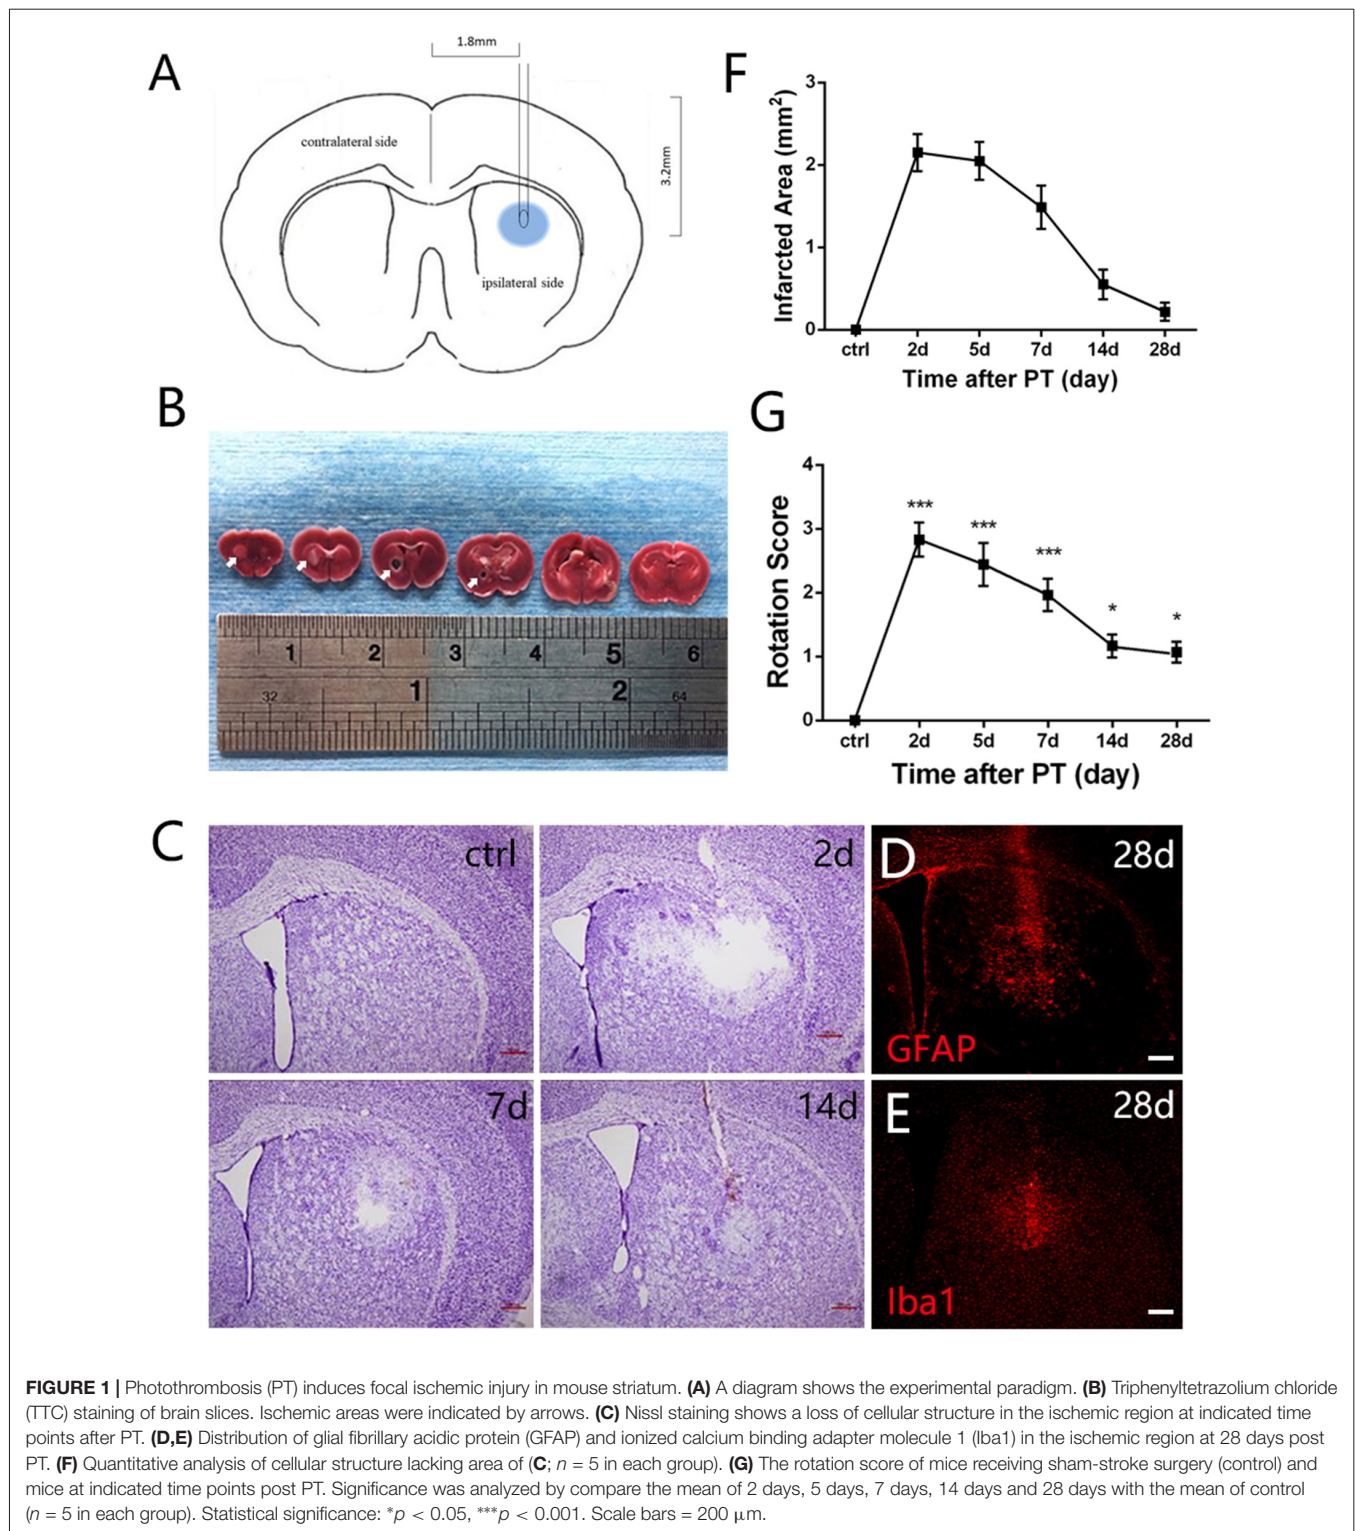 A
1.8mm
contralateral side
3.2mm
ipsilateral side
F
Infarcted Area (mm²)
3
2
1
0
ctrl 2d 5d 7d 14d 28d
Time after PT (day)
B
1 2 3 4 5 6
32 1 2 64
G
Rotation Score
4
3
2
1
0
*** *** *** * *
ctrl 2d 5d 7d 14d 28d
Time after PT (day)
C
ctrl
2d
D
28d
GFAP
7d
14d
E
28d
Iba1
FIGURE 1 | Photothrombosis (PT) induces focal ischemic injury in mouse striatum. (A) A diagram shows the experimental paradigm. (B) Triphenyltetrazolium chloride
(TTC) staining of brain slices. Ischemic areas were indicated by arrows. (C) Nissl staining shows a loss of cellular structure in the ischemic region at indicated time
points after PT. (D,E) Distribution of glial fibrillary acidic protein (GFAP) and ionized calcium binding adapter molecule 1 (Iba1) in the ischemic region at 28 days post
PT. (F) Quantitative analysis of cellular structure lacking area of (C; n = 5 in each group). (G) The rotation score of mice receiving sham-stroke surgery (control) and
mice at indicated time points post PT. Significance was analyzed by compare the mean of 2 days, 5 days, 7 days, 14 days and 28 days with the mean of control
(n = 5 in each group). Statistical significance: *p < 0.05, ***p < 0.001. Scale bars = 200 μm.